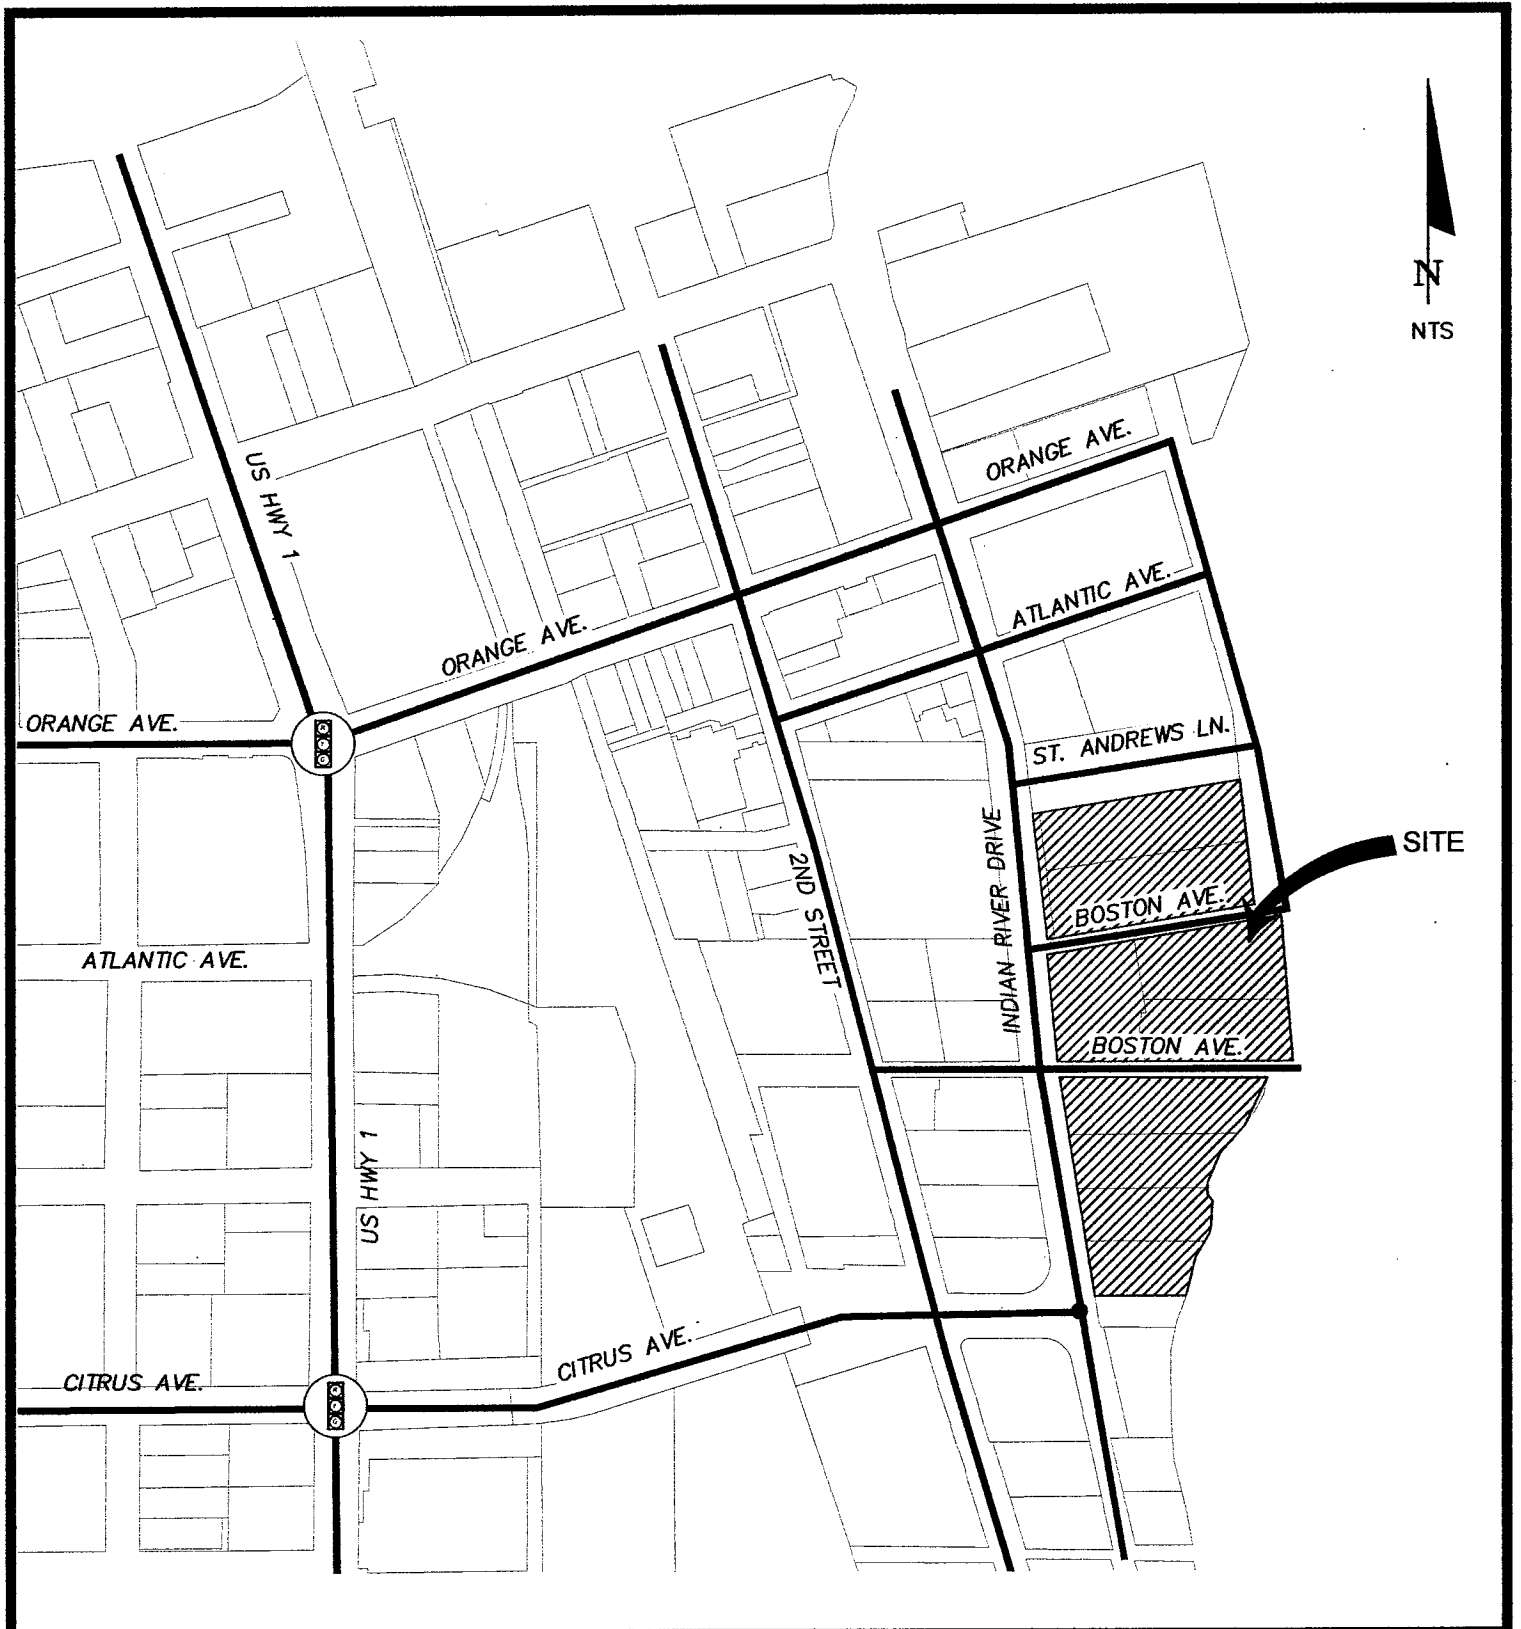 N
NTS
ORANGE AVE.
US HWY 1
ATLANTIC AVE.
ORANGE AVE.
ORANGE AVE.
ST. ANDREWS LN.
INDIAN RIVER DRIVE
SITE
2ND STREET
BOSTON AVE.
ATLANTIC AVE.
BOSTON AVE.
US HWY 1
CITRUS AVE.
CITRUS AVE.